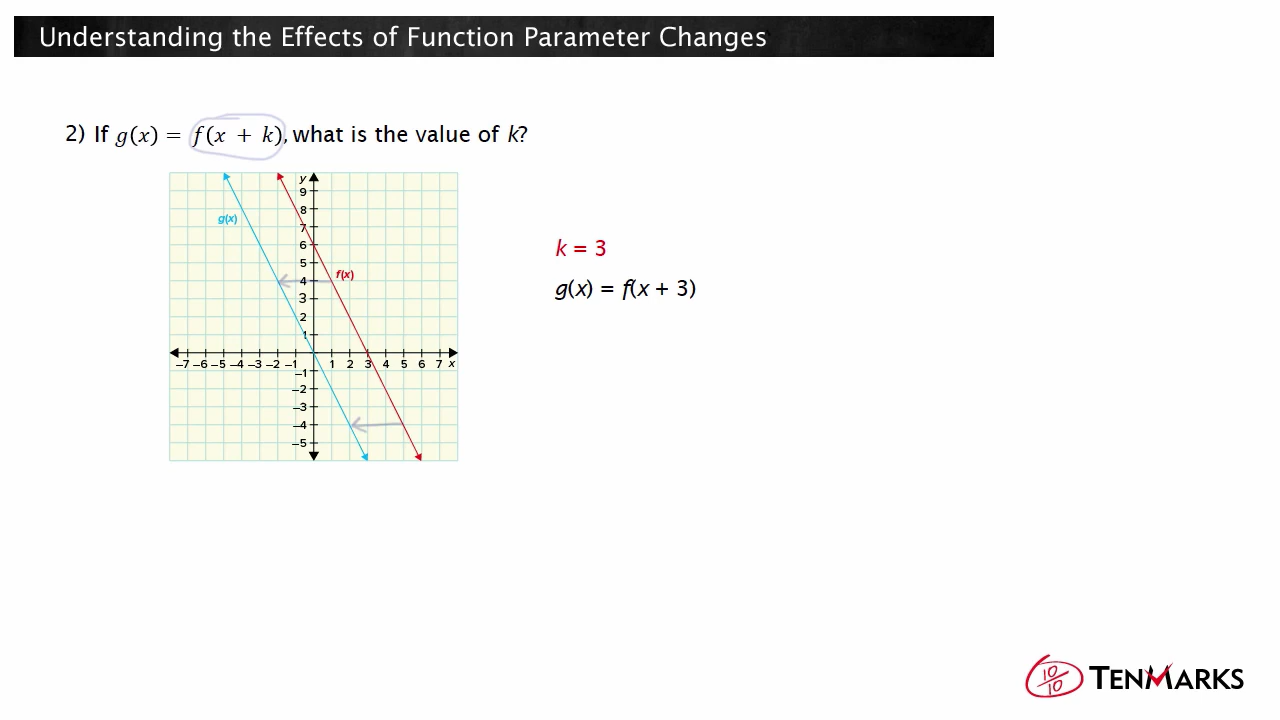 Understanding the Effects of Function Parameter Changes
2) If g(x) = f(x + k), what is the value of k?
y
9
8
7
6
5
4
3
2
1
g(x)
f(x)
k = 3
g(x) = f(x + 3)
–7 –6 –5 –4 –3 –2 –1 1 2 3 4 5 6 7 x
–1
–2
–3
–4
–5
10/10 TENMARKS